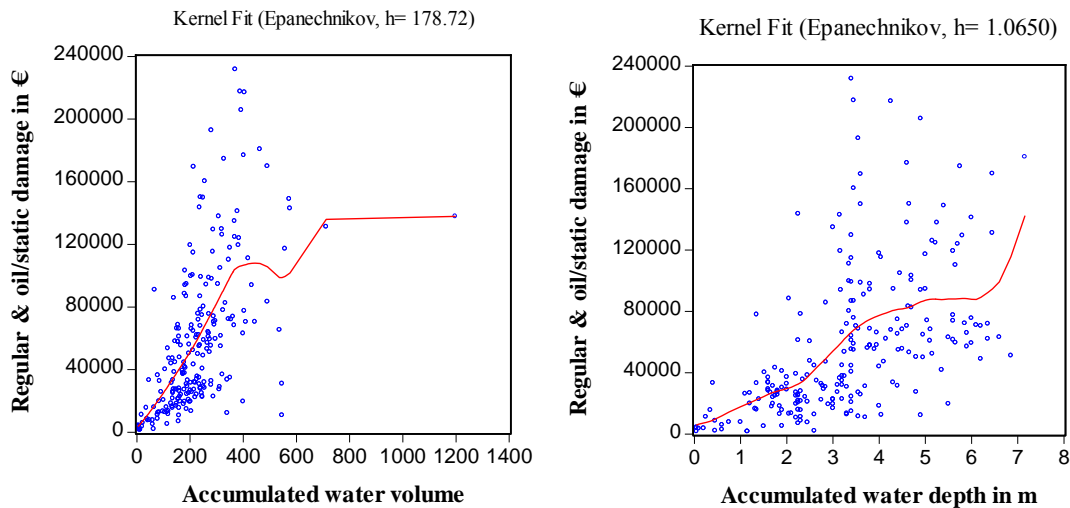 Kernel Fit (Epanechnikov, h= 178.72)
Regular & oil/static damage in €
240000
200000
160000
120000
80000
40000
0
0 200 400 600 800 1000 1200 1400
Accumulated water volume
Kernel Fit (Epanechnikov, h= 1.0650)
Regular & oil/static damage in €
240000
200000
160000
120000
80000
40000
0
0 1 2 3 4 5 6 7 8
Accumulated water depth in m